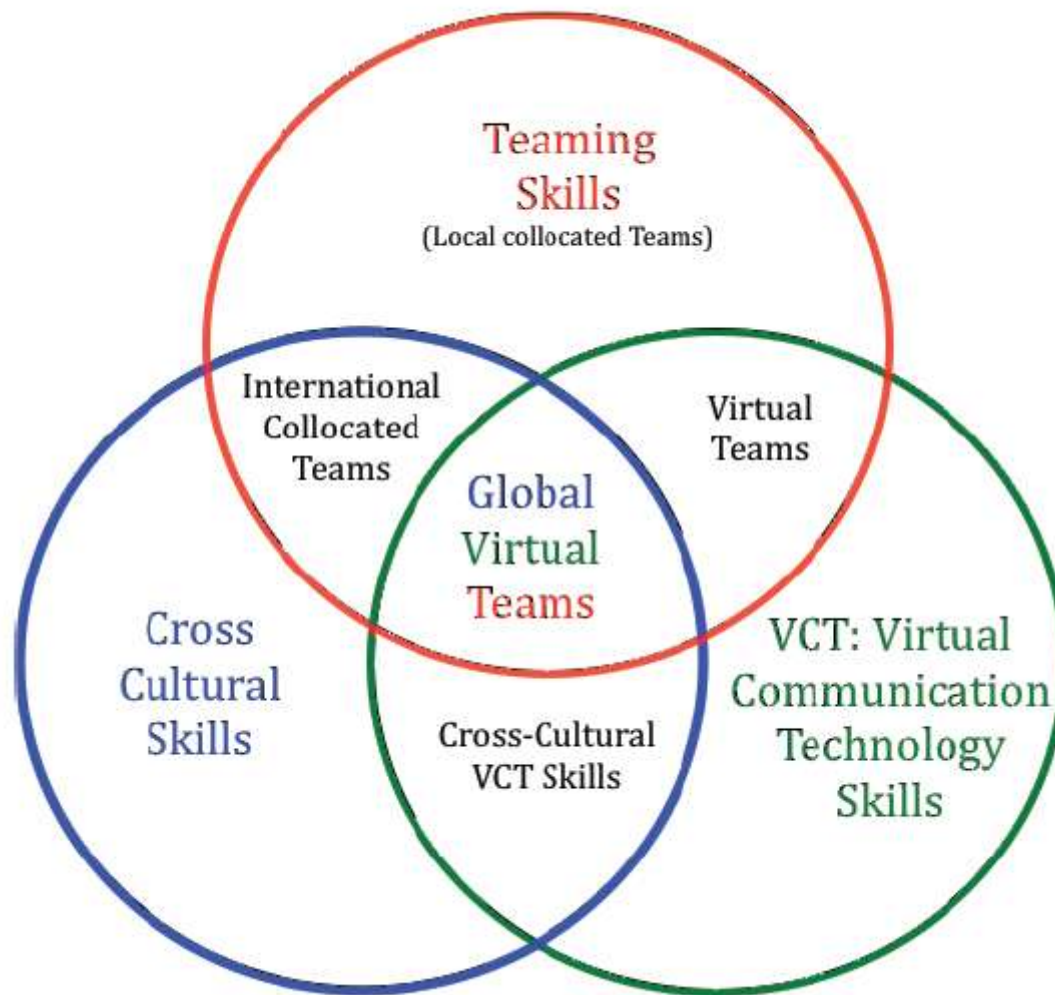 Teaming
Skills
(Local collocated Teams)
International
Collocated
Teams
Virtual
Teams
Global
Virtual
Teams
Cross
Cultural
Skills
VCT: Virtual
Communication
Technology
Skills
Cross-Cultural
VCT Skills